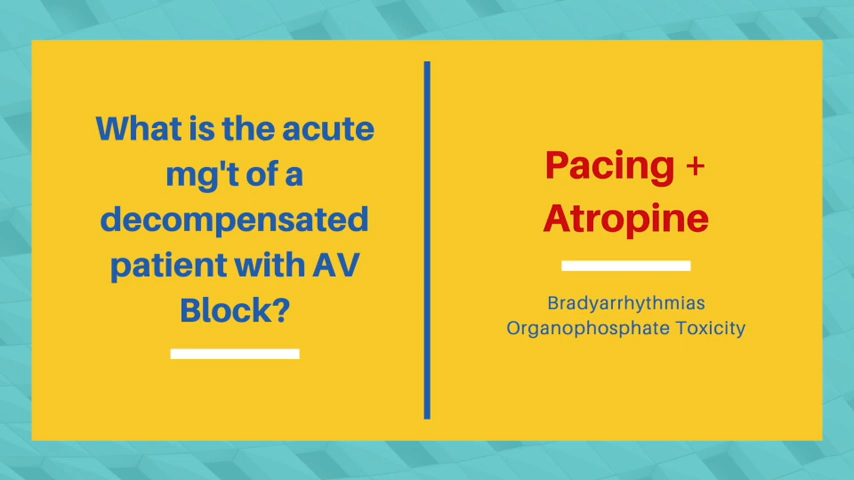 What is the acute
mg't of a
decompensated
patient with AV
Block?
Pacing +
Atropine
Bradyarrhythmias
Organophosphate Toxicity